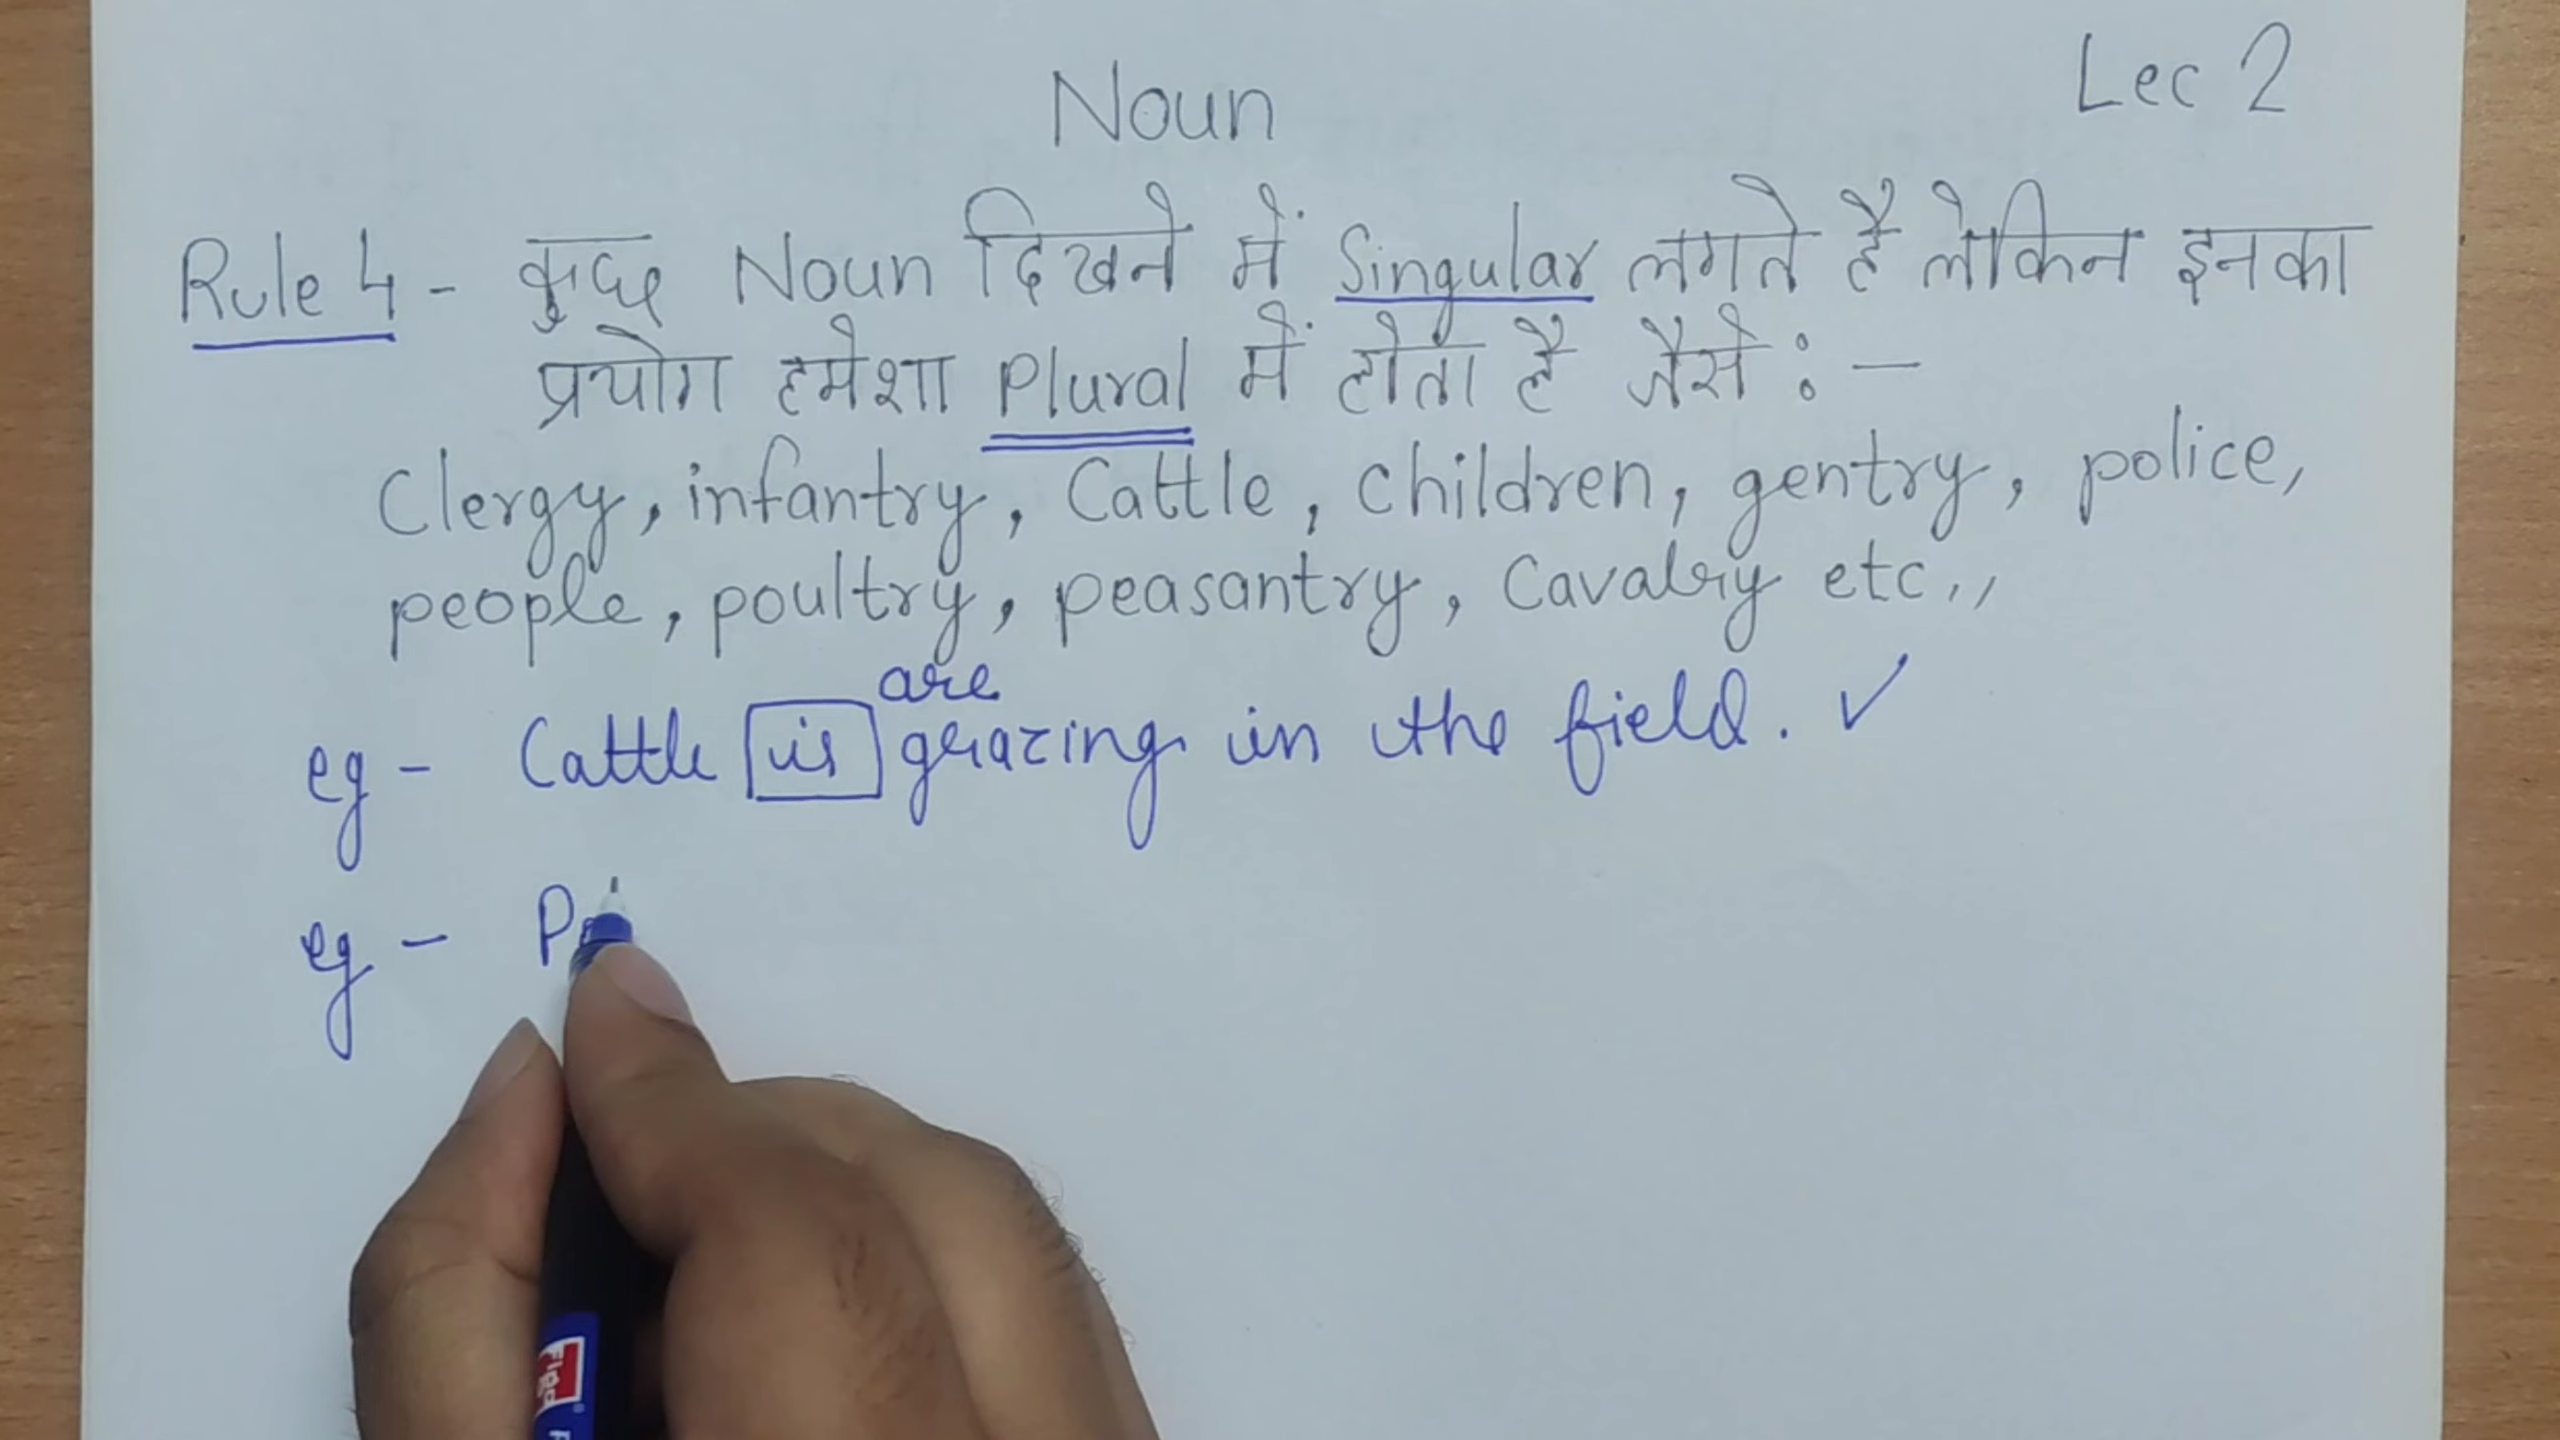 Lec 2
Noun
Rule 4 - कुछ Noun दिखने में Singular लगते हैं लेकिन इनका
प्रयोग हमेशा Plural में होता है जैसे : -
Clergy, infantry, Cattle, children, gentry, police,
people, poultry, peasantry, Cavalry etc.,
are
eg - Cattle is grazing in the field. ✓
eg - P